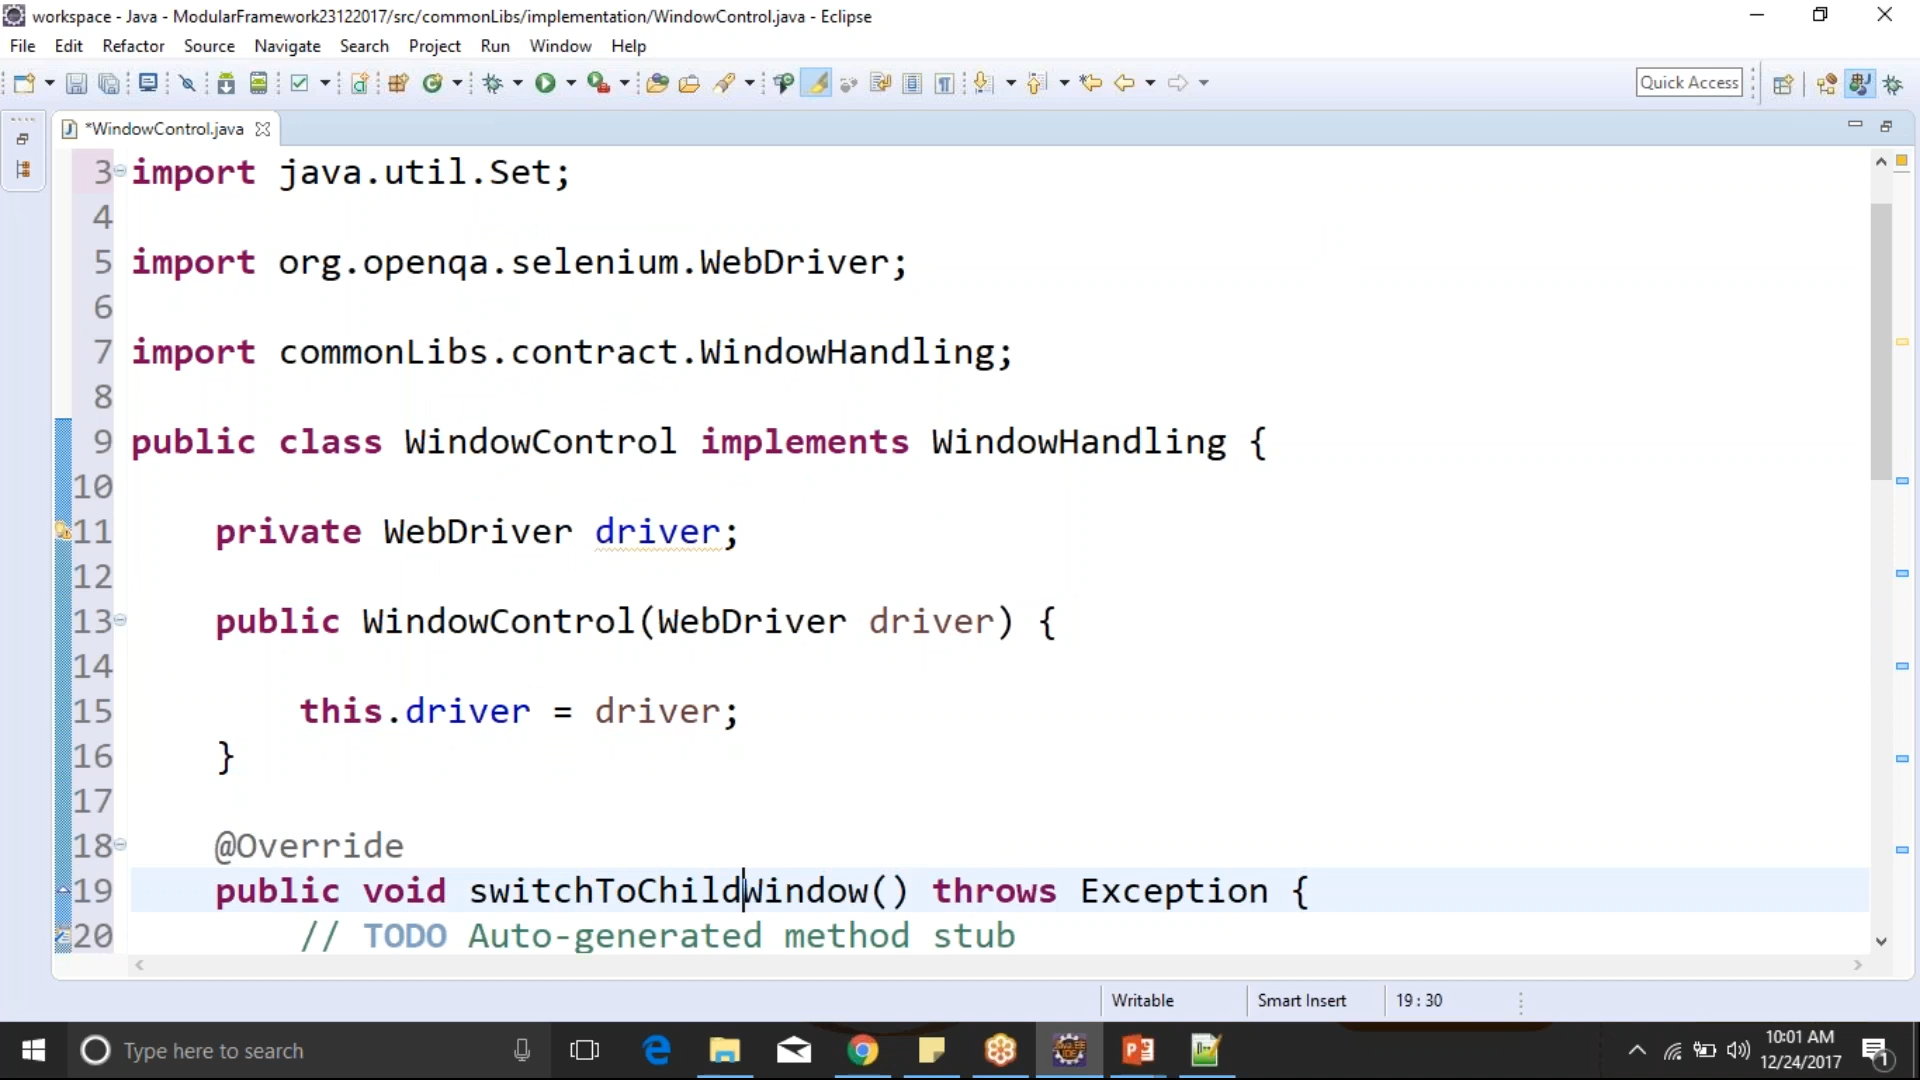 workspace - Java - ModularFramework23122017/src/commonLibs/implementation/WindowControl.java - Eclipse
File Edit Refactor Source Navigate Search Project Run Window Help
Quick Access
*WindowControl.java
3 import java.util.Set;
4
5 import org.openqa.selenium.WebDriver;
6
7 import commonLibs.contract.WindowHandling;
8
9 public class WindowControl implements WindowHandling {
10
11 private WebDriver driver;
12
13 public WindowControl(WebDriver driver) {
14
15 this.driver = driver;
16 }
17
18 @Override
19 public void switchToChildWindow() throws Exception {
20 // TODO Auto-generated method stub
Writable Smart Insert 19 : 30
Type here to search
10:01 AM
12/24/2017
1